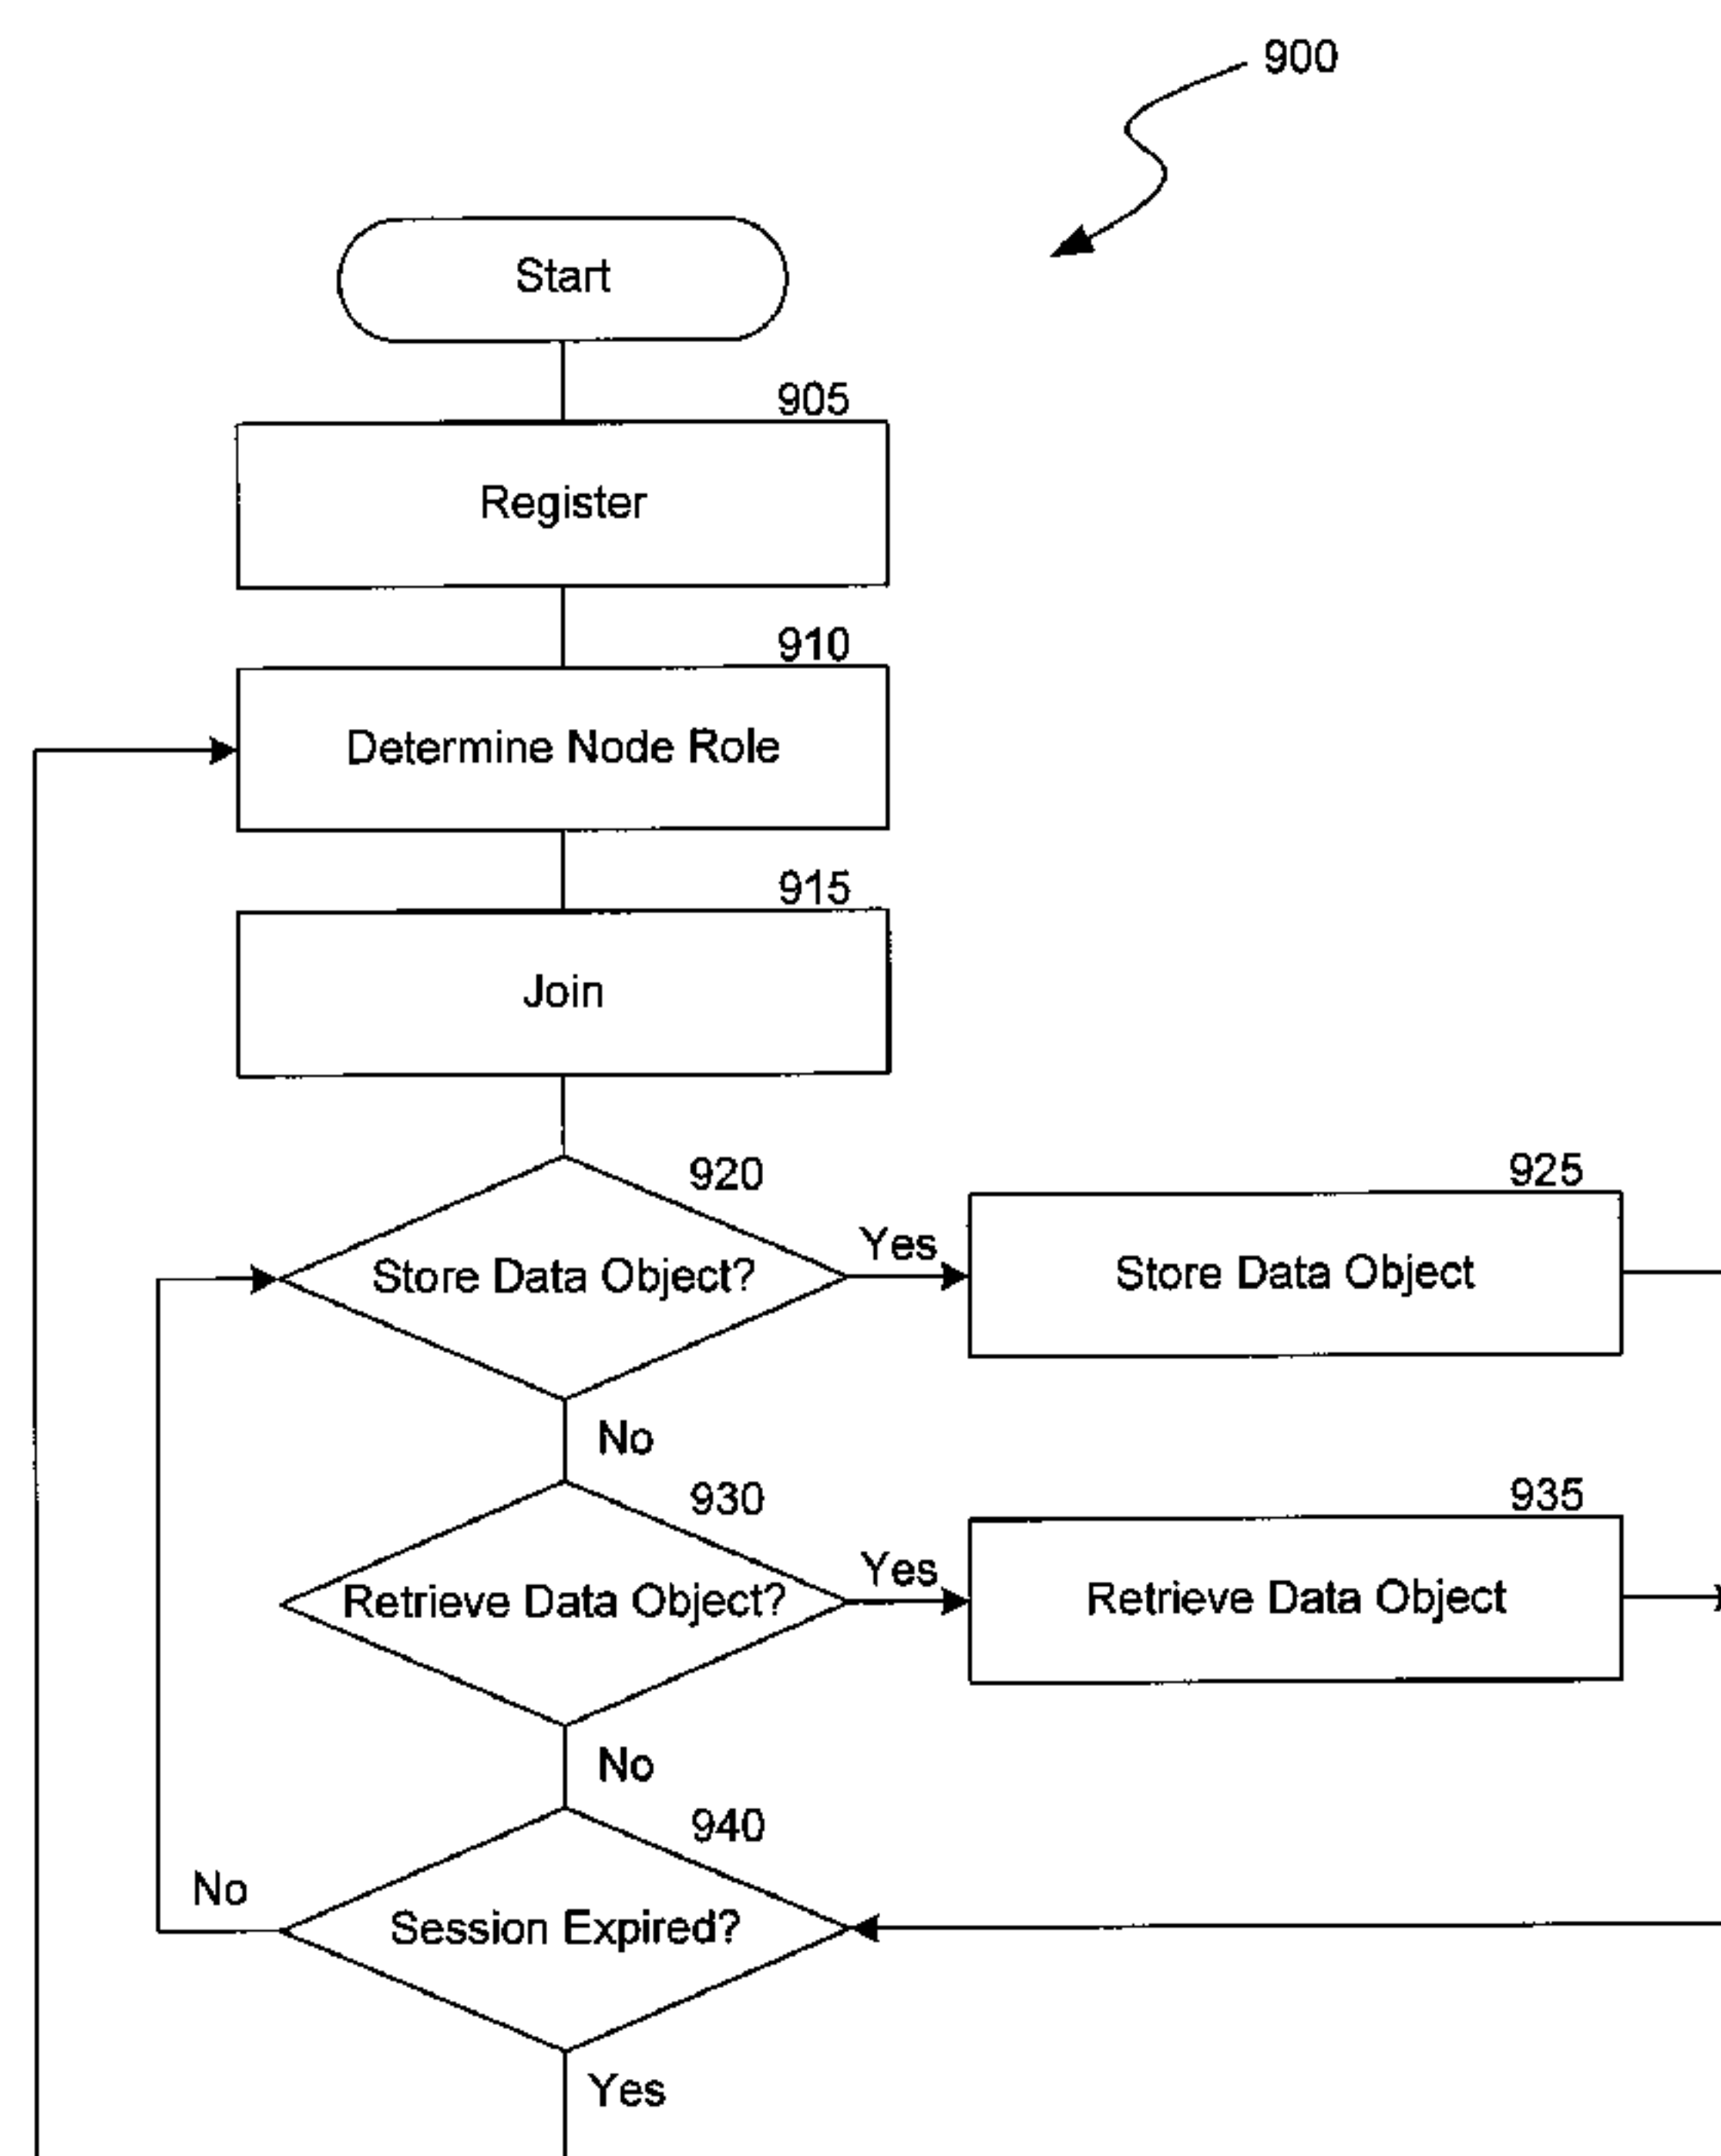 900
Start
905
Register
910
Determine Node Role
915
Join
920
Store Data Object?
Yes
925
Store Data Object
No
930
Retrieve Data Object?
Yes
935
Retrieve Data Object
No
940
Session Expired?
No
Yes